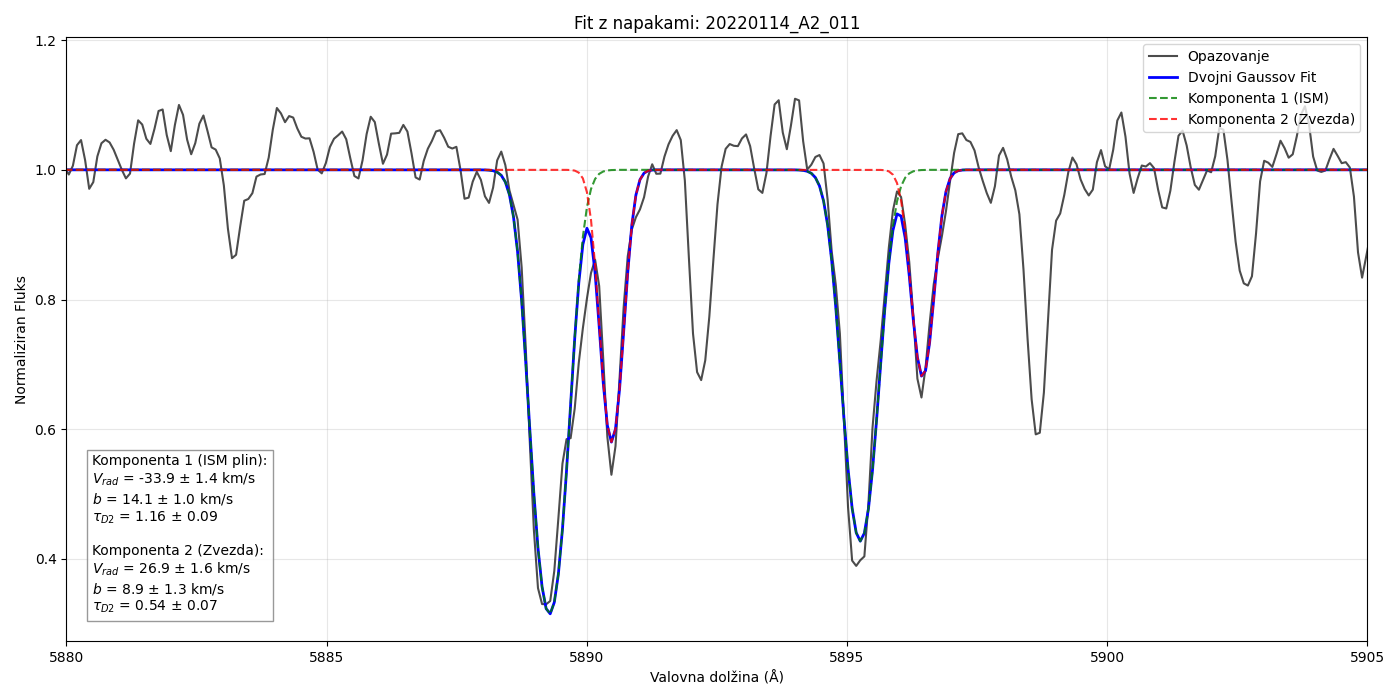 Fit z napakami: 20220114_A2_011
Normaliziran Fluks
1.2
1.0
0.8
0.6
0.4
Opazovanje
Dvojni Gaussov Fit
Komponenta 1 (ISM)
Komponenta 2 (Zvezda)
Komponenta 1 (ISM plin):
V_rad = -33.9 ± 1.4 km/s
b = 14.1 ± 1.0 km/s
τ_D2 = 1.16 ± 0.09
Komponenta 2 (Zvezda):
V_rad = 26.9 ± 1.6 km/s
b = 8.9 ± 1.3 km/s
τ_D2 = 0.54 ± 0.07
5880 5885 5890 5895 5900 5905
Valovna dolžina (Å)